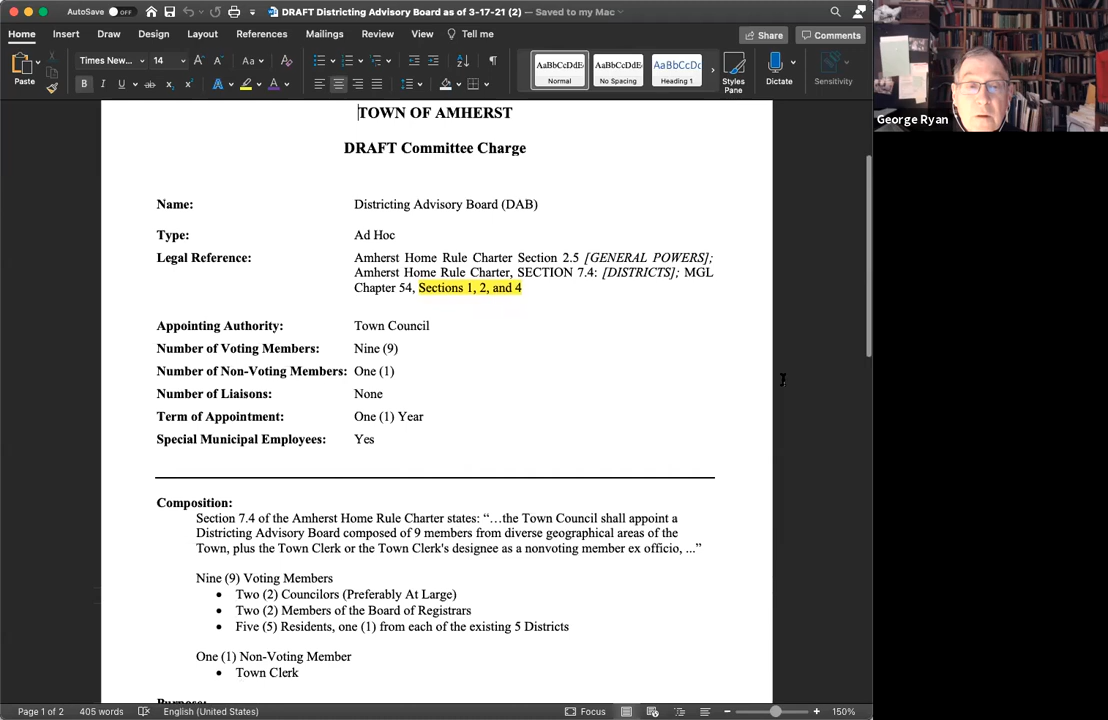 AutoSave OFF DRAFT Districting Advisory Board as of 3-17-21 (2) — Saved to my Mac
Home Insert Draw Design Layout References Mailings Review View Tell me Share Comments
Paste Times New... 14 Aa AaBbCcDdE AaBbCcDdE AaBbCcDc Styles Pane Dictate Sensitivity
B I U ab x₂ x² A A Normal No Spacing Heading 1
George Ryan
TOWN OF AMHERST
DRAFT Committee Charge
Name: Districting Advisory Board (DAB)
Type: Ad Hoc
Legal Reference: Amherst Home Rule Charter Section 2.5 [GENERAL POWERS];
Amherst Home Rule Charter, SECTION 7.4: [DISTRICTS]; MGL
Chapter 54, Sections 1, 2, and 4
Appointing Authority: Town Council
Number of Voting Members: Nine (9)
Number of Non-Voting Members: One (1)
Number of Liaisons: None
Term of Appointment: One (1) Year
Special Municipal Employees: Yes
Composition:
Section 7.4 of the Amherst Home Rule Charter states: “…the Town Council shall appoint a
Districting Advisory Board composed of 9 members from diverse geographical areas of the
Town, plus the Town Clerk or the Town Clerk's designee as a nonvoting member ex officio, ...”
Nine (9) Voting Members
• Two (2) Councilors (Preferably At Large)
• Two (2) Members of the Board of Registrars
• Five (5) Residents, one (1) from each of the existing 5 Districts
One (1) Non-Voting Member
• Town Clerk
Purpose:
Page 1 of 2 405 words English (United States) Focus 150%